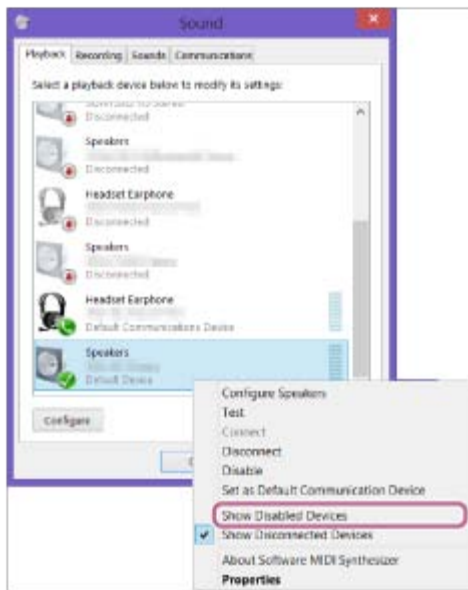 Sound
Playback Recording Sounds Communications
Select a playback device below to modify its settings:
Disconnected
Speakers
Disconnected
Headset Earphone
Disconnected
Speakers
Disconnected
Headset Earphone
Default Communications Device
Speakers
Default Device
Configure
Configure Speakers
Test
Connect
Disconnect
Disable
Set as Default Communication Device
Show Disabled Devices
Show Disconnected Devices
About Software MIDI Synthesizer
Properties